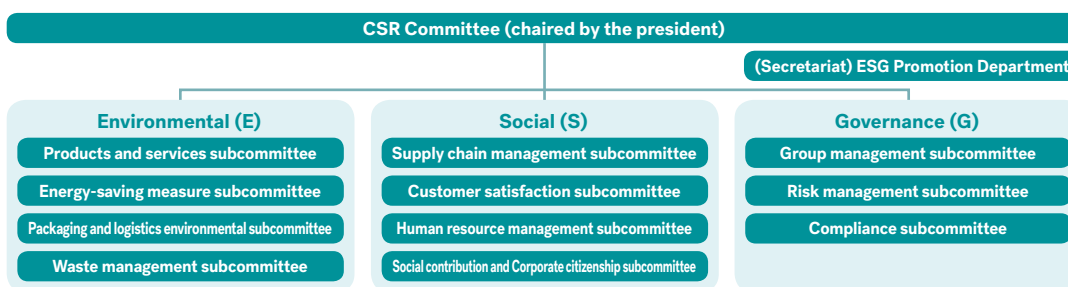 CSR Committee (chaired by the president)
(Secretariat) ESG Promotion Department
Environmental (E)
Products and services subcommittee
Energy-saving measure subcommittee
Packaging and logistics environmental subcommittee
Waste management subcommittee
Social (S)
Supply chain management subcommittee
Customer satisfaction subcommittee
Human resource management subcommittee
Social contribution and Corporate citizenship subcommittee
Governance (G)
Group management subcommittee
Risk management subcommittee
Compliance subcommittee